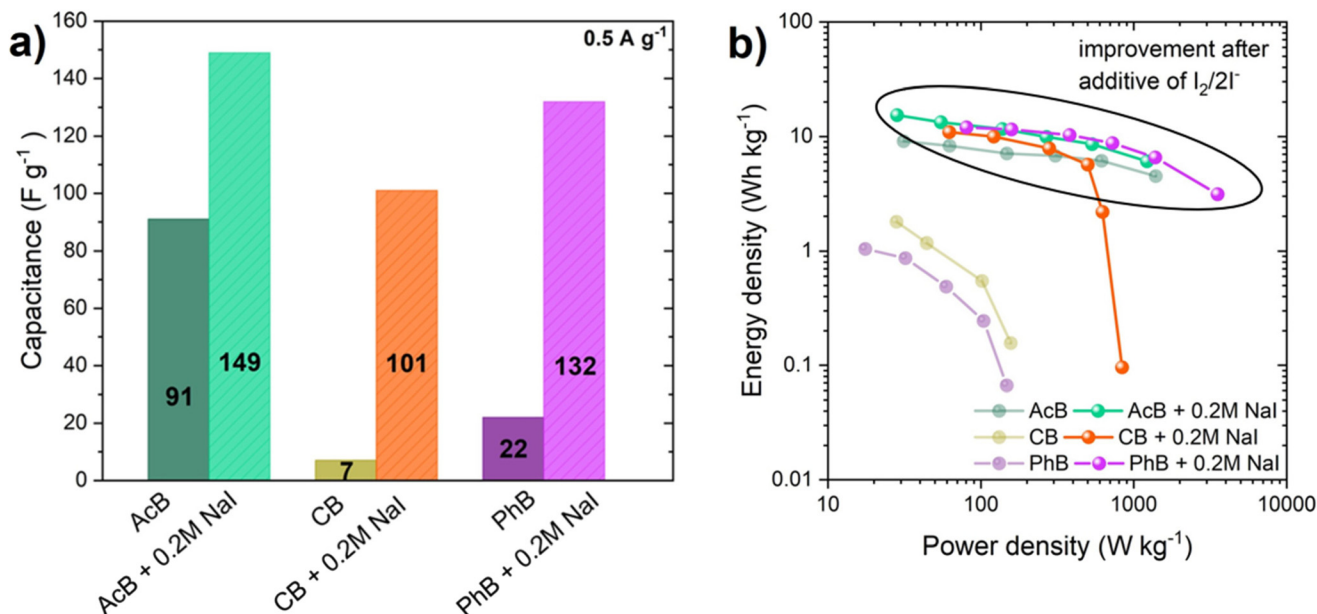 a)
0.5 A g⁻¹
Capacitance (F g⁻¹)
160
140
120
100
80
60
40
20
0
91
149
7
101
22
132
AcB
AcB + 0.2M NaI
CB
CB + 0.2M NaI
PhB
PhB + 0.2M NaI
b)
improvement after
additive of I₂/2I⁻
Energy density (Wh kg⁻¹)
100
10
1
0.1
0.01
AcB AcB + 0.2M NaI
CB CB + 0.2M NaI
PhB PhB + 0.2M NaI
10 100 1000 10000
Power density (W kg⁻¹)